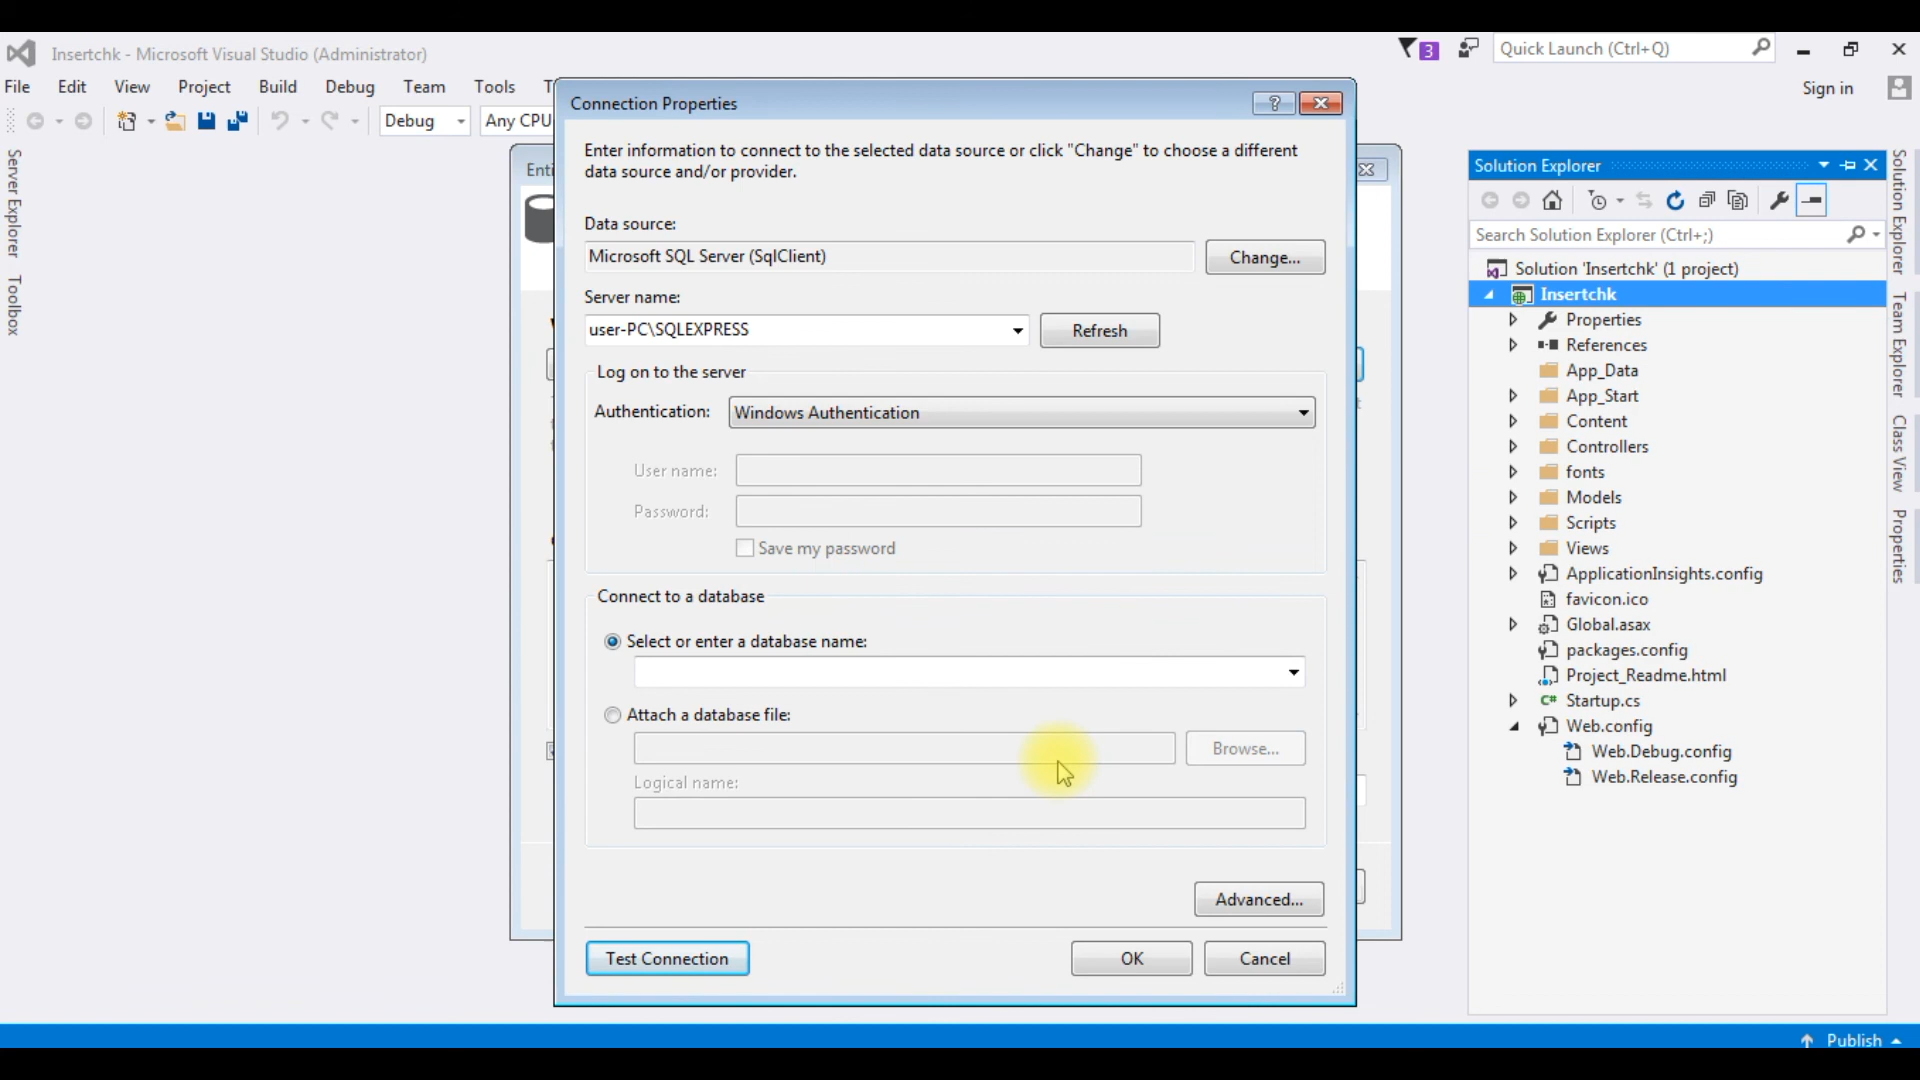 Insertchk - Microsoft Visual Studio (Administrator)
3
Quick Launch (Ctrl+Q)
File Edit View Project Build Debug Team Tools T
Sign in
Debug
Any CPU
Server Explorer
Toolbox
Enti
Connection Properties
?
Enter information to connect to the selected data source or click "Change" to choose a different
data source and/or provider.
Data source:
Microsoft SQL Server (SqlClient)
Change...
Server name:
user-PC\SQLEXPRESS
Refresh
Log on to the server
Authentication:
Windows Authentication
User name:
Password:
Save my password
Connect to a database
Select or enter a database name:
Attach a database file:
Browse...
Logical name:
Advanced...
Test Connection
OK
Cancel
Solution Explorer
Search Solution Explorer (Ctrl+;)
Solution 'Insertchk' (1 project)
Insertchk
Properties
References
App_Data
App_Start
Content
Controllers
fonts
Models
Scripts
Views
ApplicationInsights.config
favicon.ico
Global.asax
packages.config
Project_Readme.html
C# Startup.cs
Web.config
Web.Debug.config
Web.Release.config
Solution Explorer
Team Explorer
Class View
Properties
Publish